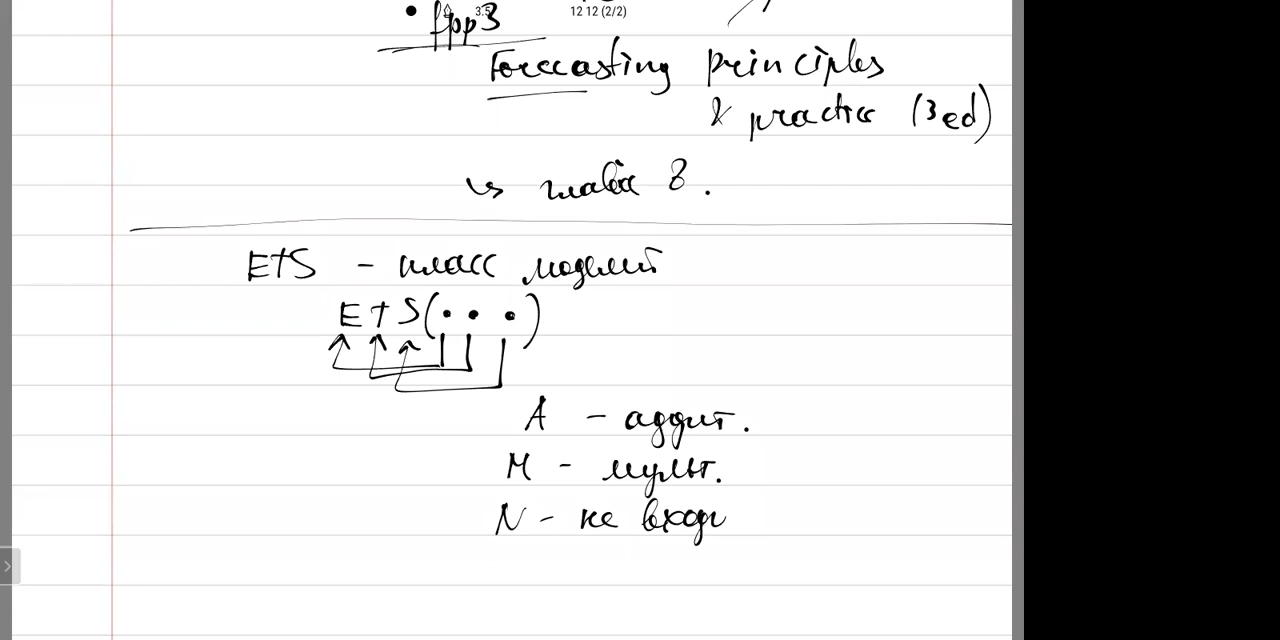 3.5
12 12 (2/2)
• fpp3
Forecasting principles
& practice (3ed)
↳ глава 8.
ETS – класс моделей
ETS(• • •)
A – аддит.
M – мульт.
N – не входи